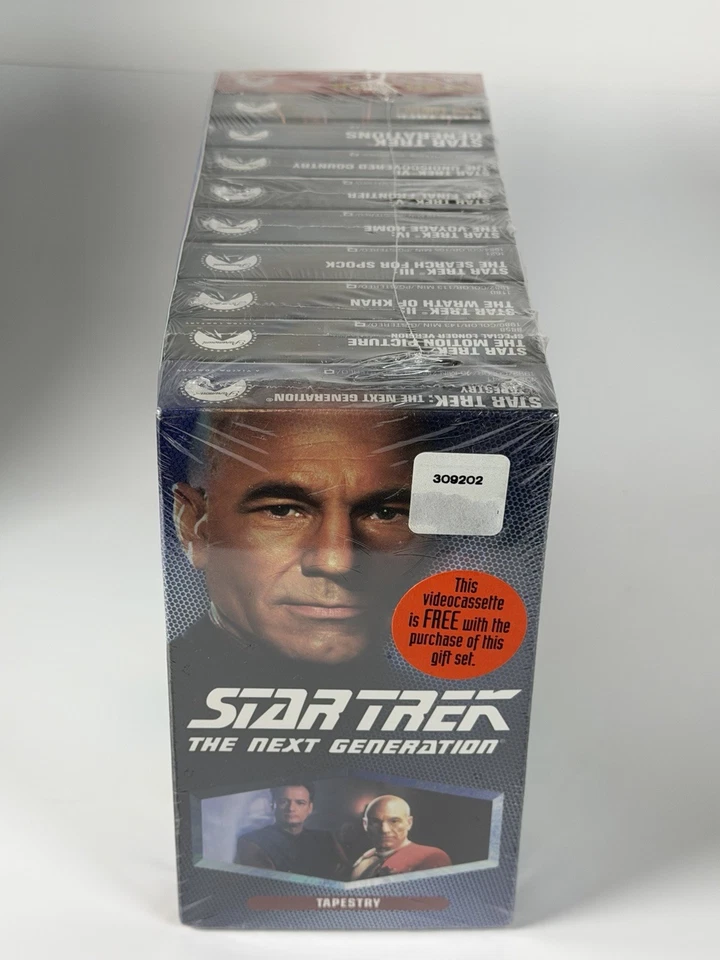 STAR TREK
GENERATIONS
STAR TREK VI
THE UNDISCOVERED COUNTRY
STAR TREK V
THE FINAL FRONTIER
STAR TREK IV
THE VOYAGE HOME
STAR TREK III
THE SEARCH FOR SPOCK
STAR TREK II
THE WRATH OF KHAN
STAR TREK
THE MOTION PICTURE
SPECIAL LONGER VERSION
STAR TREK: THE NEXT GENERATION®
TAPESTRY
309202
This
videocassette
is FREE with the
purchase of this
gift set.
STAR TREK
THE NEXT GENERATION
TAPESTRY